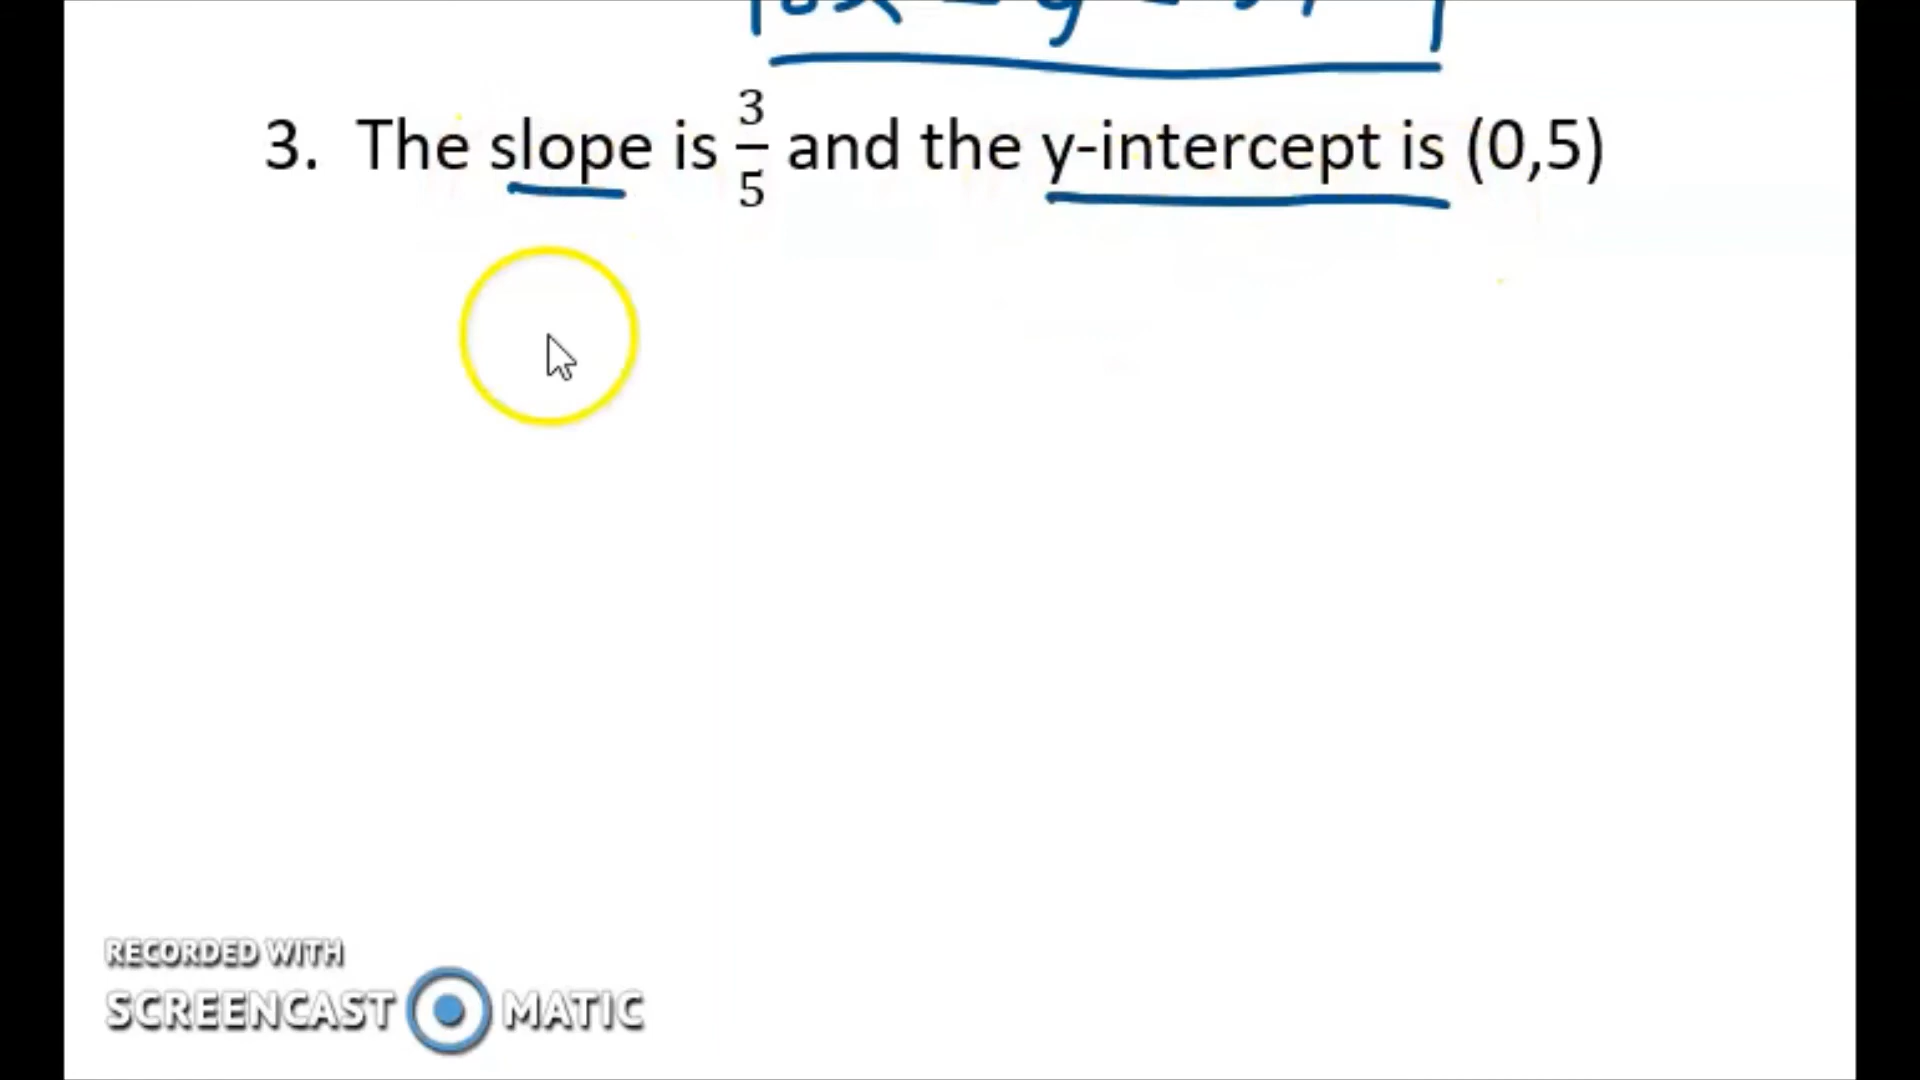 3. The slope is 3/5 and the y-intercept is (0,5)
RECORDED WITH
SCREENCAST MATIC